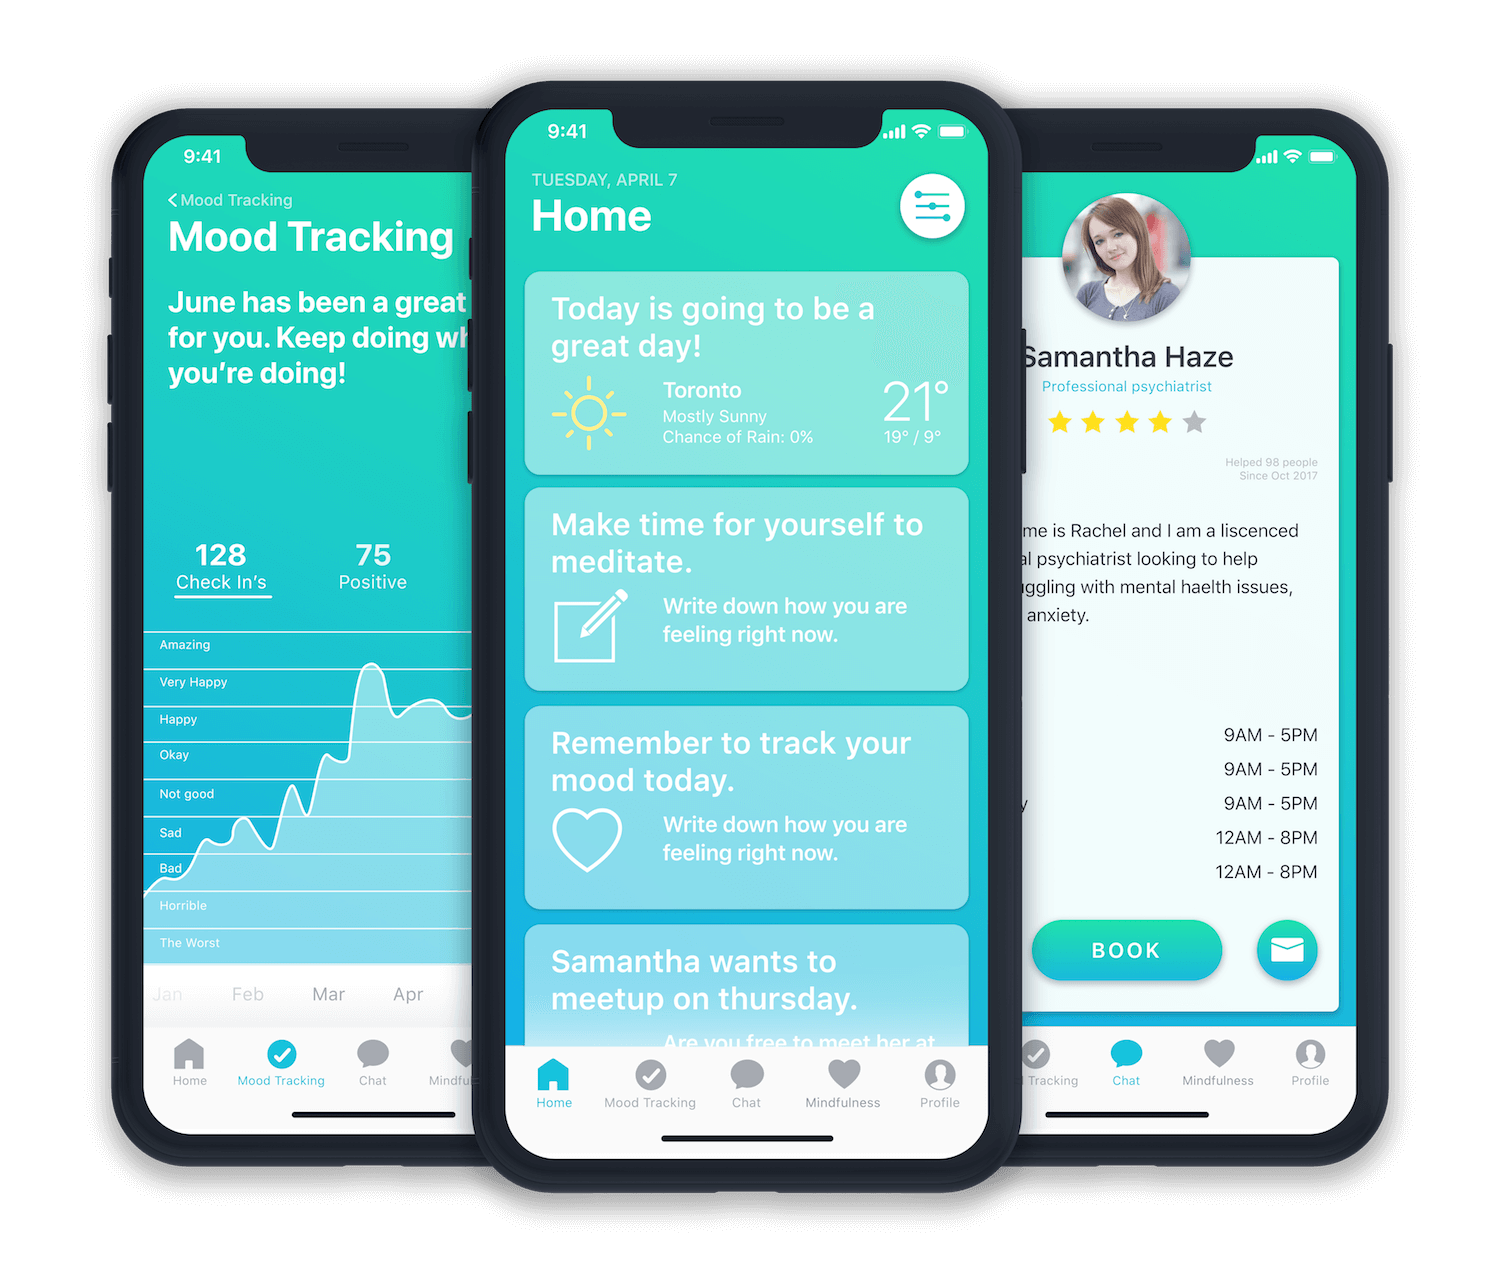 9:41
Mood Tracking
Mood Tracking
June has been a great
for you. Keep doing
you're doing!
128
Check In's
75
Positive
Amazing
Very Happy
Happy
Okay
Not good
Sad
Bad
Horrible
The Worst
Jan
Feb
Mar
Apr
Home
Mood Tracking
Chat
9:41
TUESDAY, APRIL 7
Home
Today is going to be a
great day!
Toronto
Mostly Sunny
Chance of Rain: 0%
21°
19° / 9°
Make time for yourself to
meditate.
Write down how you are
feeling right now.
Remember to track your
mood today.
Write down how you are
feeling right now.
Samantha wants to
meetup on thursday.
Are you free to meet her at
Home
Mood Tracking
Chat
Mindfulness
Profile
Samantha Haze
Professional psychiatrist
Helped 98 people
Since Oct 2017
is Rachel and I am a liscenced
psychiatrist looking to help
with mental haelth issues,
anxiety.
9AM - 5PM
9AM - 5PM
9AM - 5PM
12AM - 8PM
12AM - 8PM
BOOK
Tracking
Chat
Mindfulness
Profile